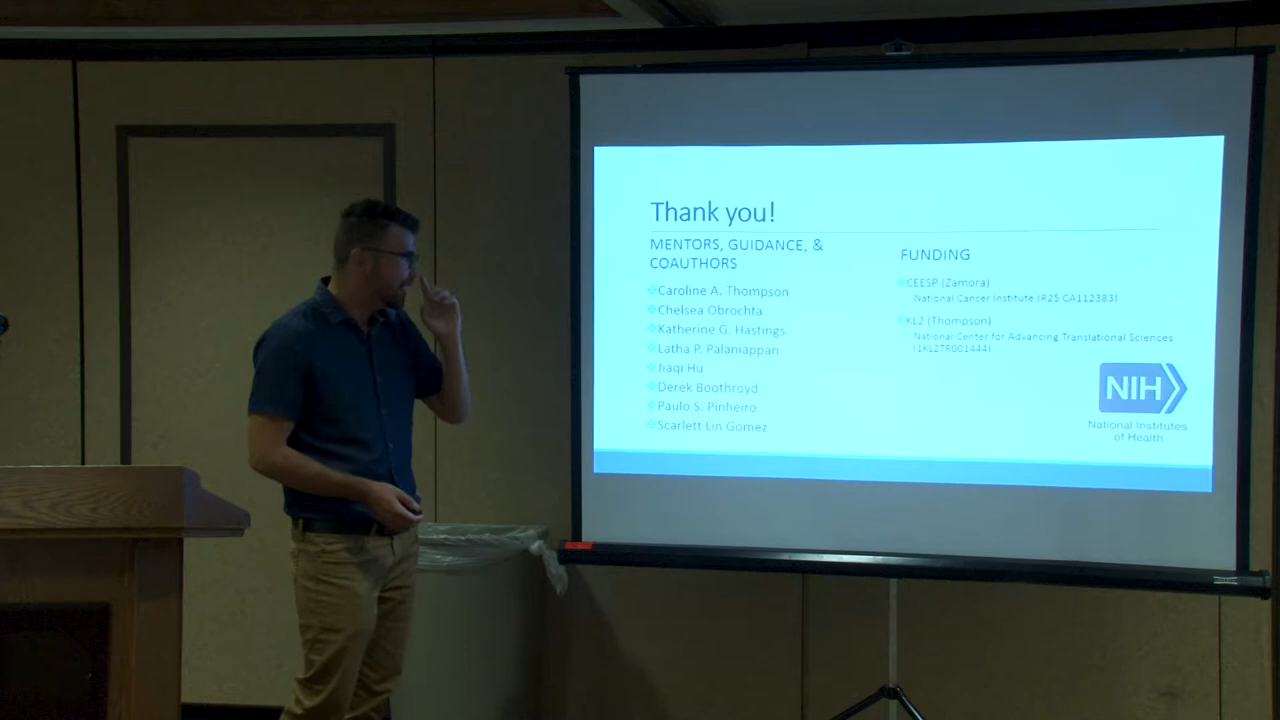 Thank you!
MENTORS, GUIDANCE, &
COAUTHORS
Caroline A. Thompson
Chelsea Obrochta
Katherine G. Hastings
Latha P. Palaniappan
Jiaqi Hu
Derek Boothroyd
Paulo S. Pinheiro
Scarlett Lin Gomez
FUNDING
CEESP (Zamora)
National Cancer Institute (R25 CA112383)
KL2 (Thompson)
National Center for Advancing Translational Sciences
(1KL2TR001444)
NIH
National Institutes
of Health